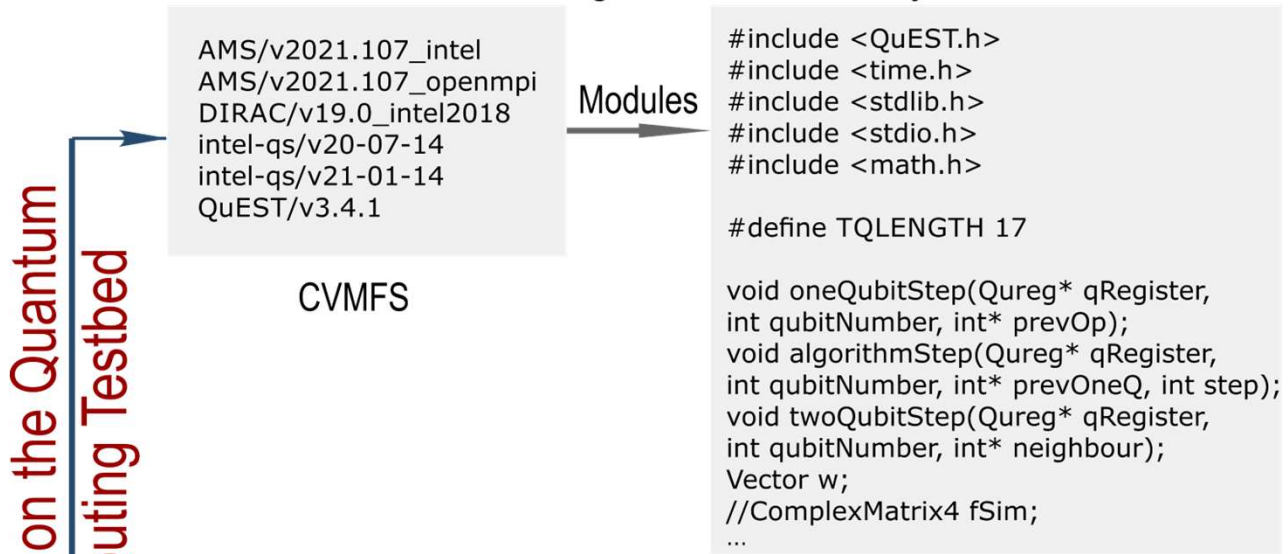 AMS/v2021.107_intel
AMS/v2021.107_openmpi
DIRAC/v19.0_intel2018
intel-qs/v20-07-14
intel-qs/v21-01-14
QuEST/v3.4.1
CVMFS
Modules
#include <QuEST.h>
#include <time.h>
#include <stdlib.h>
#include <stdio.h>
#include <math.h>
#define TQLENGTH 17
void oneQubitStep(Qureg* qRegister,
int qubitNumber, int* prevOp);
void algorithmStep(Qureg* qRegister,
int qubitNumber, int* prevOneQ, int step);
void twoQubitStep(Qureg* qRegister,
int qubitNumber, int* neighbour);
Vector w;
//ComplexMatrix4 fSim;
...
on the Quantum
Testbed